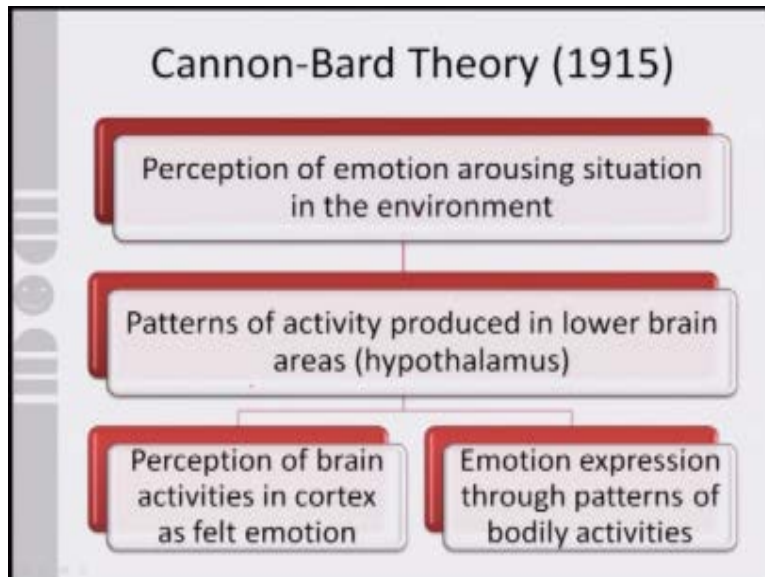 Cannon-Bard Theory (1915)
Perception of emotion arousing situation
in the environment
Patterns of activity produced in lower brain
areas (hypothalamus)
Perception of brain
activities in cortex
as felt emotion
Emotion expression
through patterns of
bodily activities